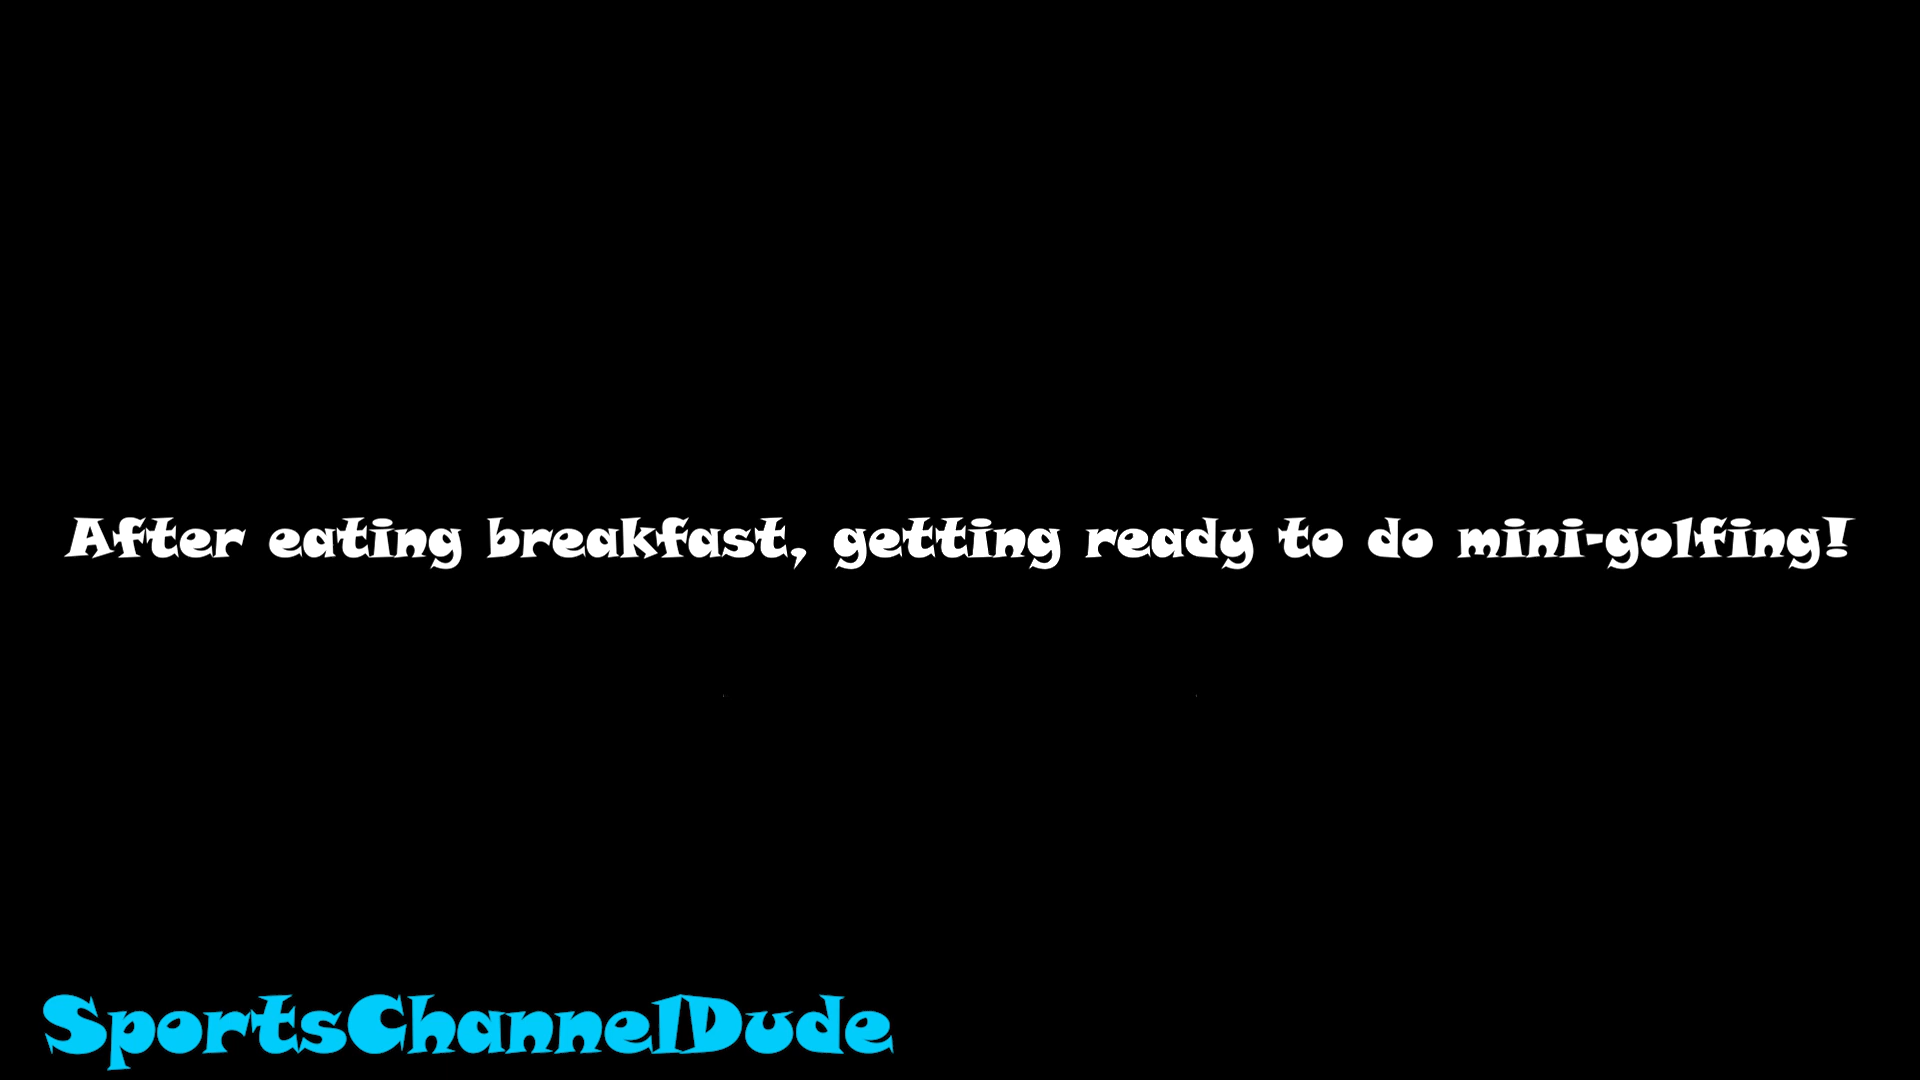 After eating breakfast, getting ready to do mini-golfing!
SportsChannelDude